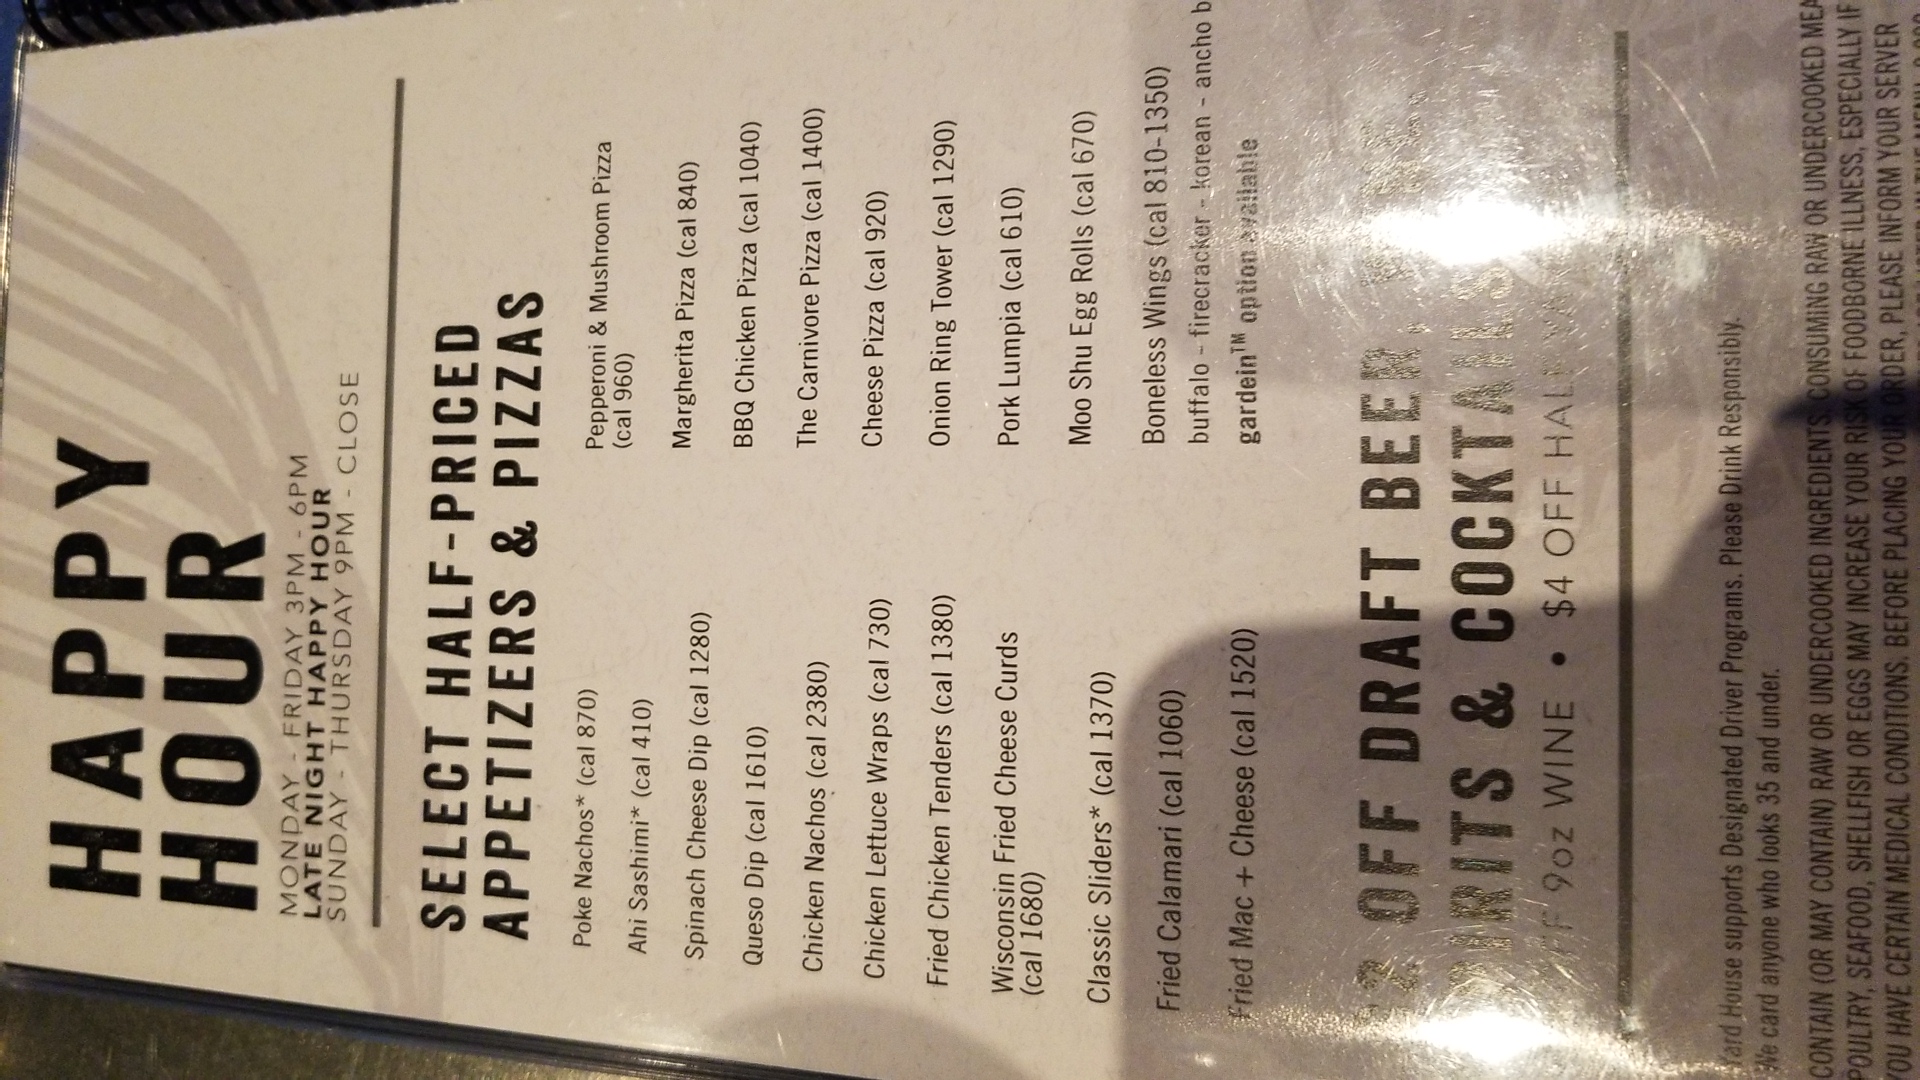 HAPPY
HOUR
MONDAY - FRIDAY 3PM - 6PM
LATE NIGHT HAPPY HOUR
SUNDAY - THURSDAY 9PM - CLOSE
SELECT HALF-PRICED
APPETIZERS & PIZZAS
Poke Nachos* (cal 870)
Ahi Sashimi* (cal 410)
Spinach Cheese Dip (cal 1280)
Queso Dip (cal 1610)
Chicken Nachos (cal 2380)
Chicken Lettuce Wraps (cal 730)
Fried Chicken Tenders (cal 1380)
Wisconsin Fried Cheese Curds
(cal 1680)
Classic Sliders* (cal 1370)
Fried Calamari (cal 1060)
Fried Mac + Cheese (cal 1520)
Pepperoni & Mushroom Pizza
(cal 960)
Margherita Pizza (cal 840)
BBQ Chicken Pizza (cal 1040)
The Carnivore Pizza (cal 1400)
Cheese Pizza (cal 920)
Onion Ring Tower (cal 1290)
Pork Lumpia (cal 610)
Moo Shu Egg Rolls (cal 670)
Boneless Wings (cal 810-1350)
buffalo - firecracker - korean - ancho b
gardein™ option available
2 OFF DRAFT BEER,
RITS & COCKTAILS
OFF 9oz WINE • $4 OFF HALF
Yard House supports Designated Driver Programs. Please Drink Responsibly.
We card anyone who looks 35 and under.
CONTAIN (OR MAY CONTAIN) RAW OR UNDERCOOKED INGREDIENTS. CONSUMING RAW OR UNDERCOOKED MEA
POULTRY, SEAFOOD, SHELLFISH OR EGGS MAY INCREASE YOUR RISK OF FOODBORNE ILLNESS, ESPECIALLY IF
YOU HAVE CERTAIN MEDICAL CONDITIONS. BEFORE PLACING YOUR ORDER, PLEASE INFORM YOUR SERVER